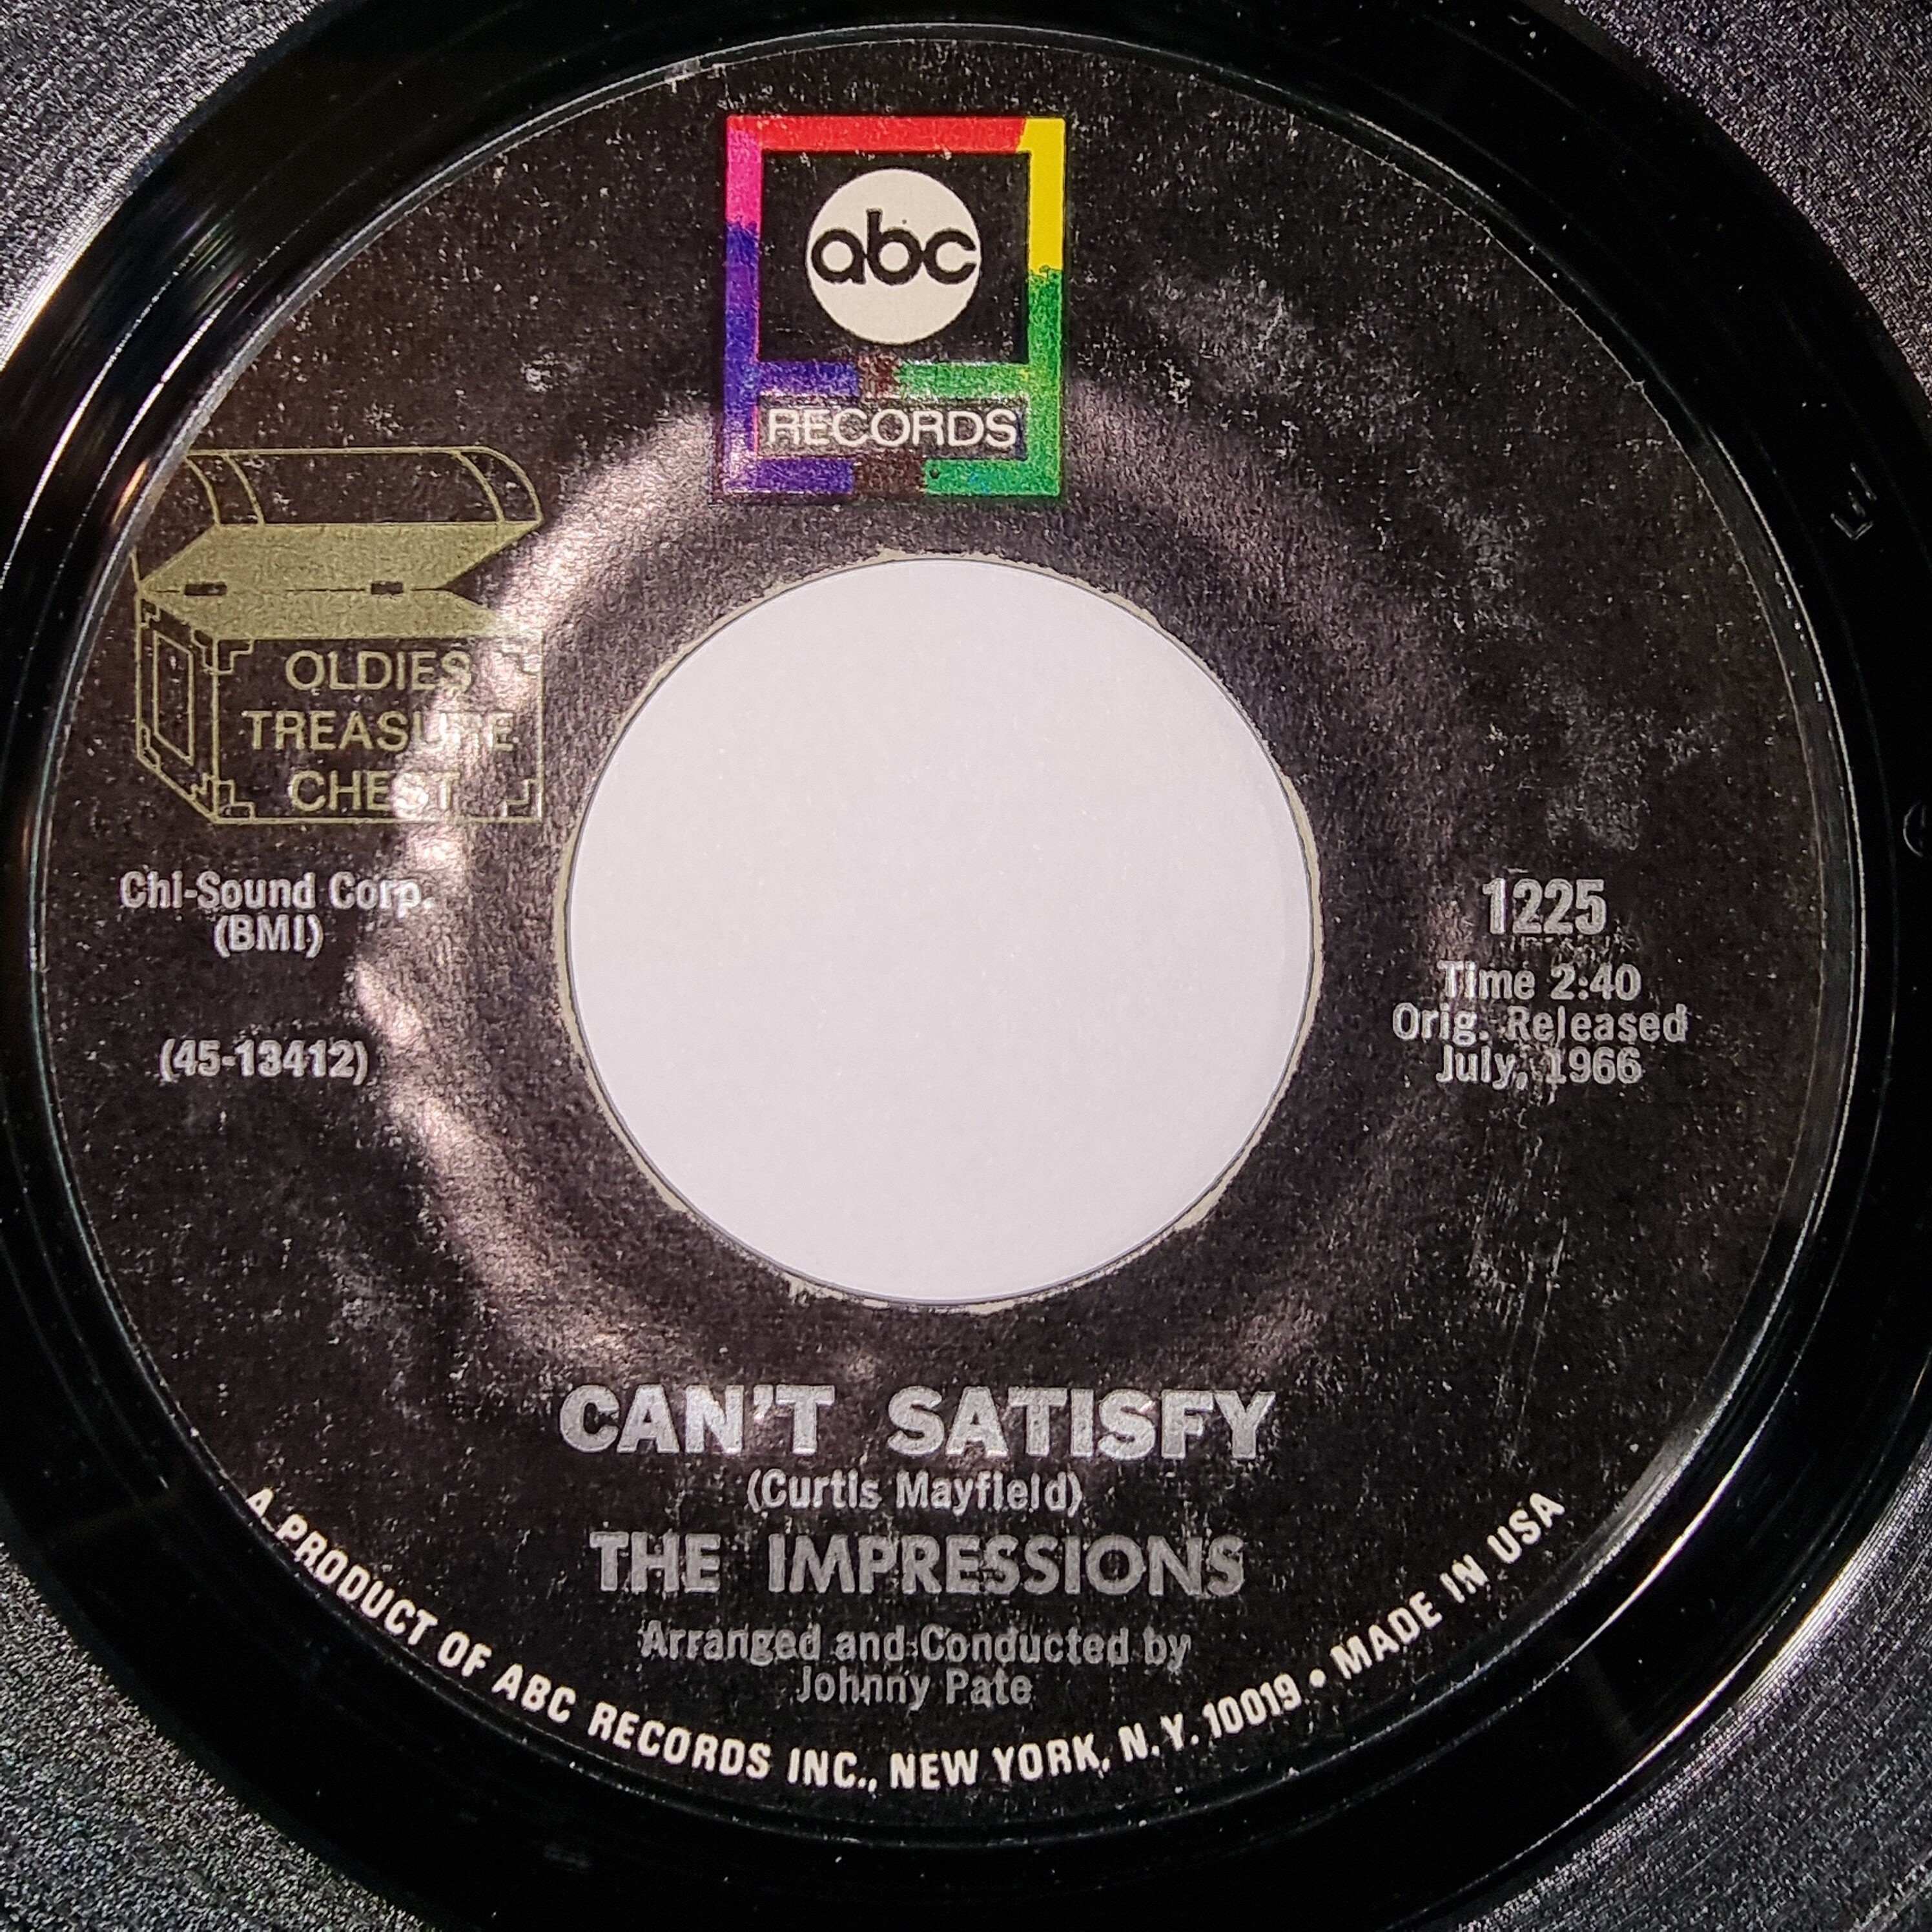 abc
RECORDS
OLDIES
TREASURE
CHEST
Chi-Sound Corp.
(BMI)
(45-13412)
1225
Time 2:40
Orig. Released
July, 1966
CAN'T SATISFY
(Curtis Mayfield)
THE IMPRESSIONS
Arranged and Conducted by
Johnny Pate
A PRODUCT OF ABC RECORDS INC., NEW YORK, N.Y. 10019 • MADE IN USA